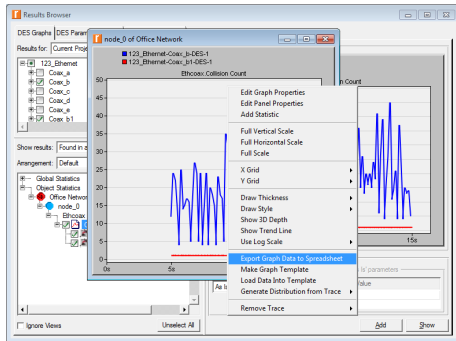 Results Browser
DES Graphs
DES Param
Results for:
Current Proje
123_Ethernet
Coax_a
Coax_b
Coax_c
Coax_d
Coax_e
Coax_b1
Show results:
Found in a
Arrangement:
Default
Global Statistics
Object Statistics
Office Networ
node_0
Ethcoax
Ignore Views
Unselect All
node_0 of Office Network
123_Ethernet-Coax_b-DES-1
123_Ethernet-Coax_b1-DES-1
Ethcoax.Collision Count
50
45
40
35
30
25
20
15
10
5
0
0s
5s
n Count
15s
Edit Graph Properties
Edit Panel Properties
Add Statistic
Full Vertical Scale
Full Horizontal Scale
Full Scale
X Grid
Y Grid
Draw Thickness
Draw Style
Show 3D Depth
Show Trend Line
Use Log Scale
Export Graph Data to Spreadsheet
Make Graph Template
Load Data Into Template
Generate Distribution from Trace
Remove Trace
As Is
Is' parameters
Value
Add
Show